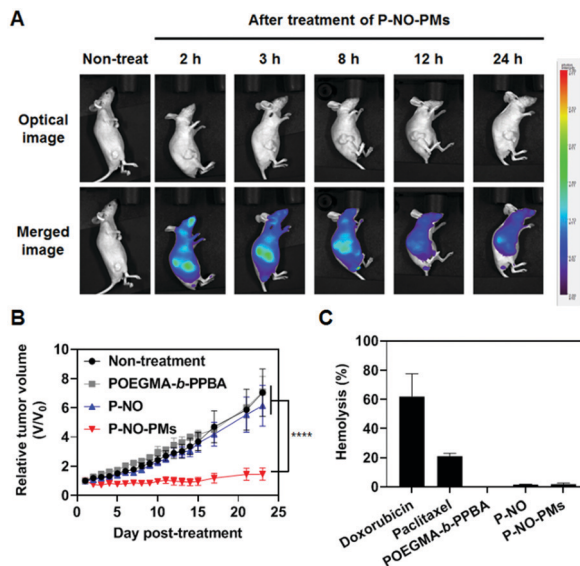 A
After treatment of P-NO-PMs
Non-treat 2 h 3 h 8 h 12 h 24 h
Optical image
Merged image
B
Relative tumor volume (V/V0)
10
8
6
4
2
0
Non-treatment
POEGMA-b-PPBA
P-NO
P-NO-PMs
****
0 5 10 15 20 25
Day post-treatment
C
Hemolysis (%)
100
80
60
40
20
0
Doxorubicin
Paclitaxel
POEGMA-b-PPBA
P-NO
P-NO-PMs